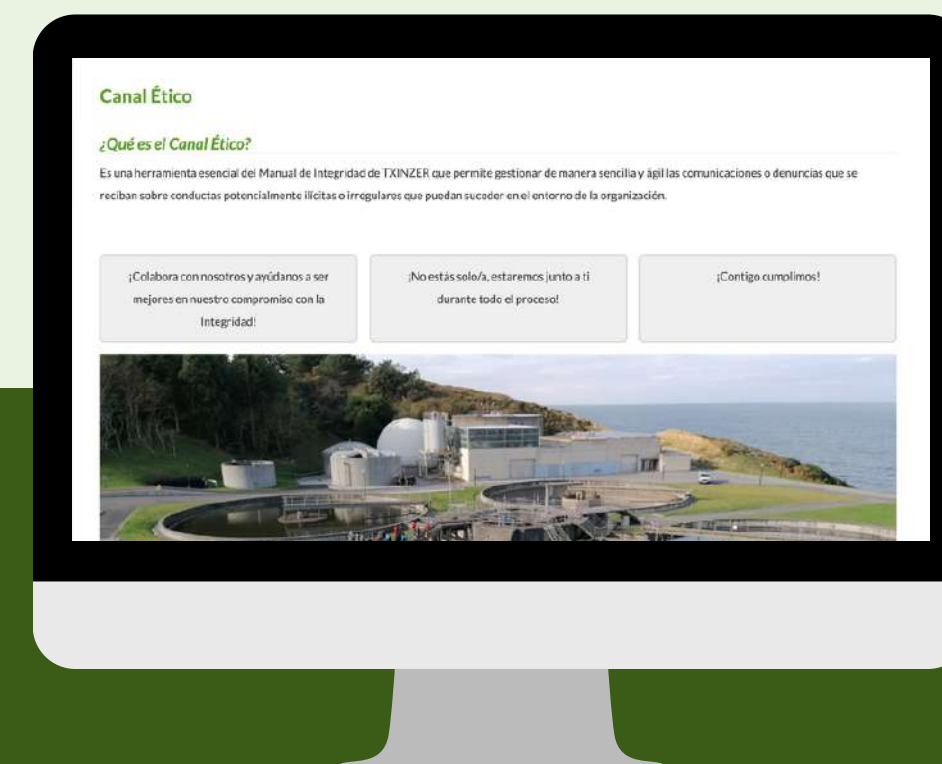 Canal Ético
¿Qué es el Canal Ético?
Es una herramienta esencial del Manual de Integridad de TXINZER que permite gestionar de manera sencilla y ágil las comunicaciones o denuncias que se
reciban sobre conductas potencialmente ilícitas o irregulares que puedan suceder en el entorno de la organización.
¡Colabora con nosotros y ayúdanos a ser
mejores en nuestro compromiso con la
Integridad!
¡No estás solo/a, estaremos junto a ti
durante todo el proceso!
¡Contigo cumplimos!